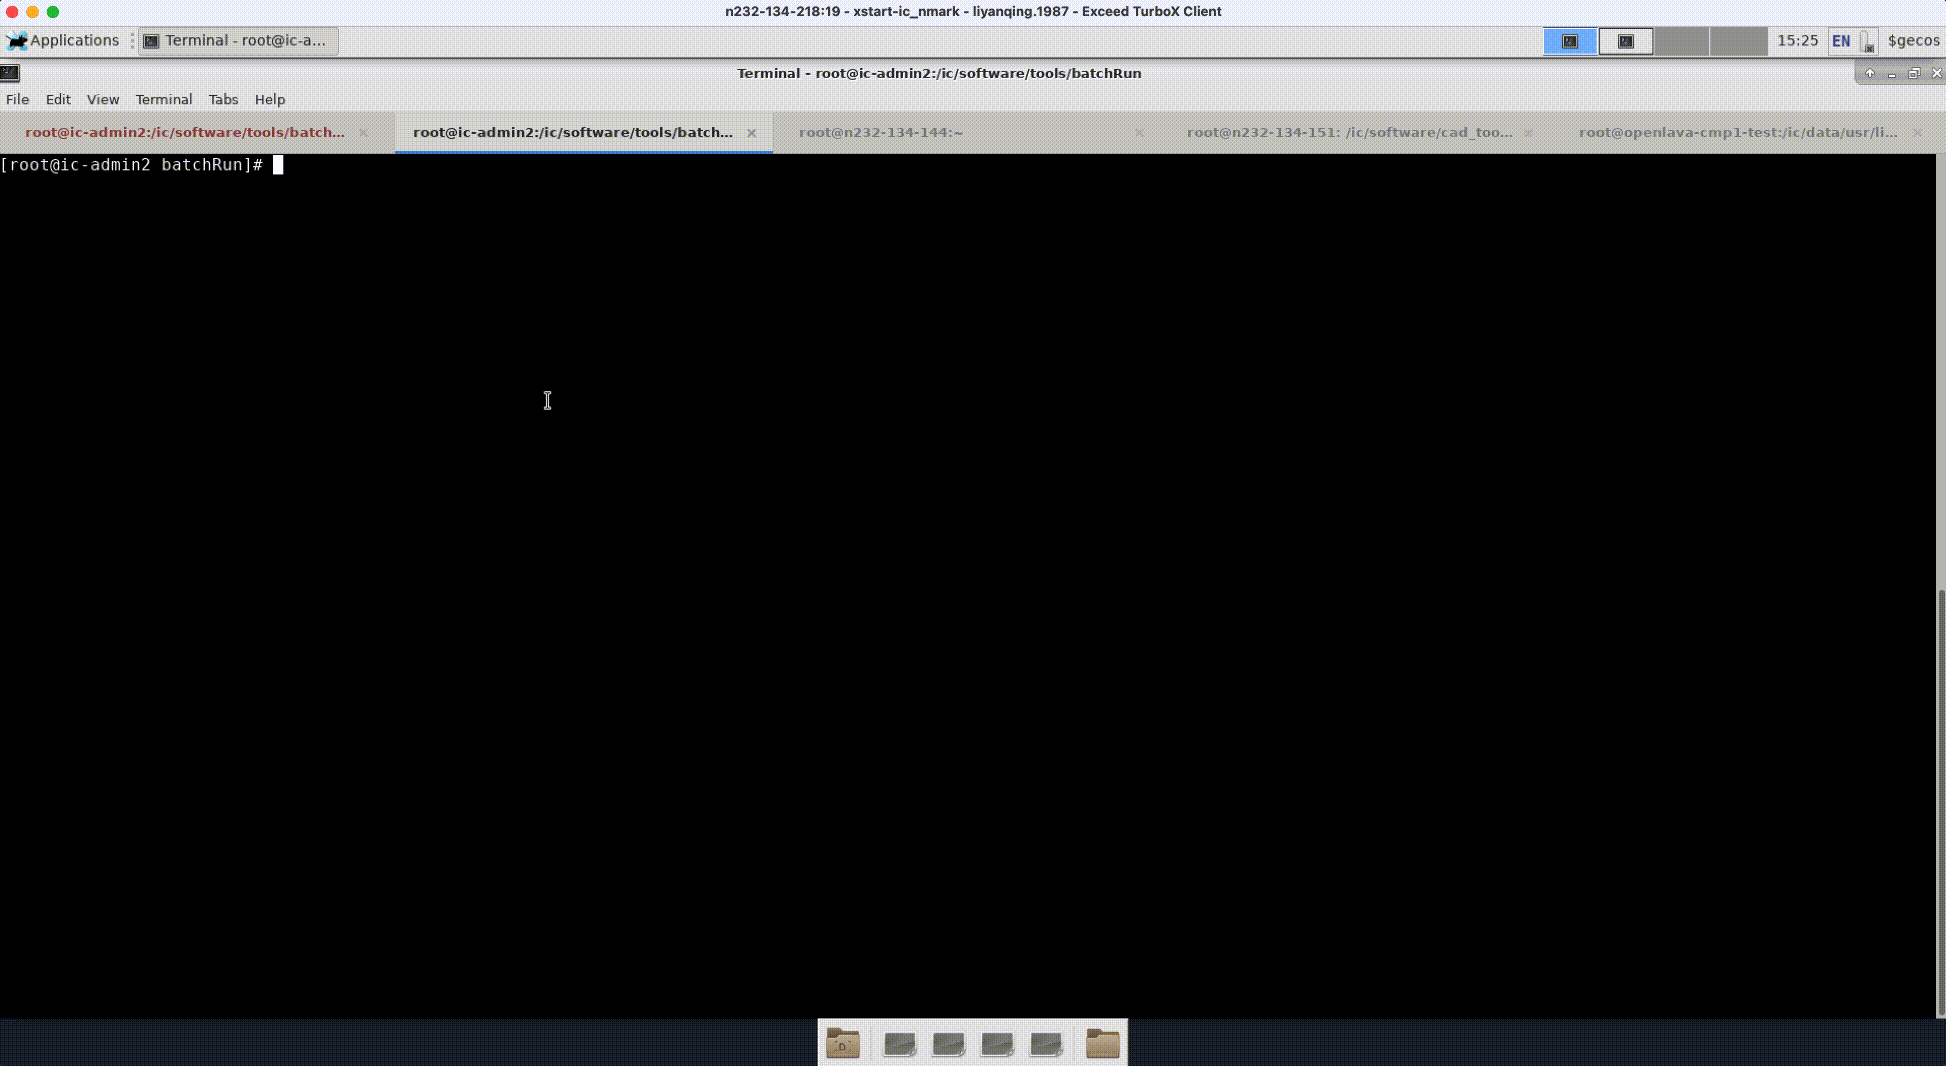 n232-134-218:19 - xstart-ic_nmark - liyanqing.1987 - Exceed TurboX Client
Applications Terminal - root@ic-a... 15:25 EN $gecos
Terminal - root@ic-admin2:/ic/software/tools/batchRun
File Edit View Terminal Tabs Help
root@ic-admin2:/ic/software/tools/batch... root@ic-admin2:/ic/software/tools/batch... root@n232-134-144:~ root@n232-134-151: /ic/software/cad_too... root@openlava-cmp1-test:/ic/data/usr/li...
[root@ic-admin2 batchRun]#